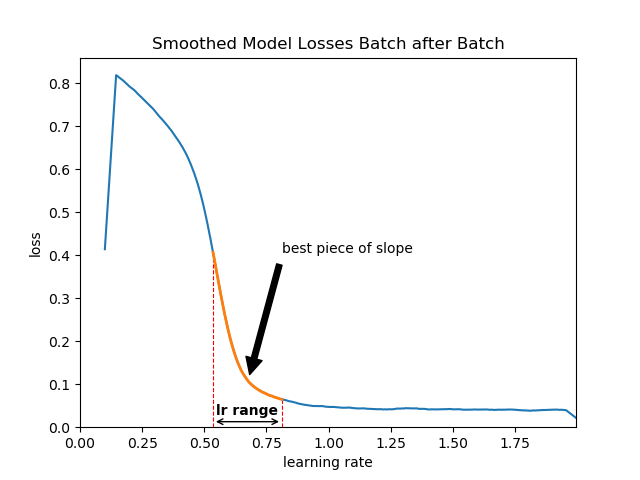 Smoothed Model Losses Batch after Batch
0.8
0.7
0.6
0.5
0.4
0.3
0.2
0.1
0.0
loss
best piece of slope
lr range
0.00 0.25 0.50 0.75 1.00 1.25 1.50 1.75
learning rate